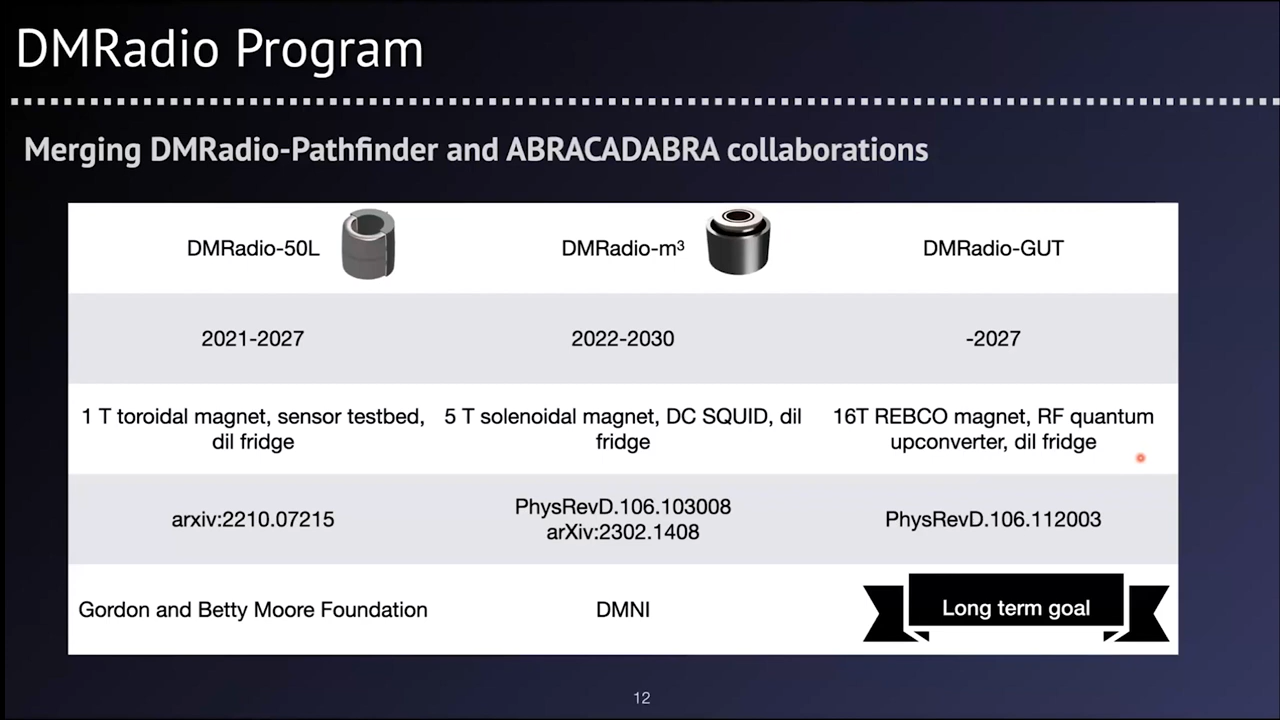 DMRadio Program
Merging DMRadio-Pathfinder and ABRACADABRA collaborations
DMRadio-50L
DMRadio-m³
DMRadio-GUT
2021-2027
2022-2030
-2027
1 T toroidal magnet, sensor testbed,
dil fridge
5 T solenoidal magnet, DC SQUID, dil
fridge
16T REBCO magnet, RF quantum
upconverter, dil fridge
arxiv:2210.07215
PhysRevD.106.103008
arXiv:2302.1408
PhysRevD.106.112003
Gordon and Betty Moore Foundation
DMNI
Long term goal
12